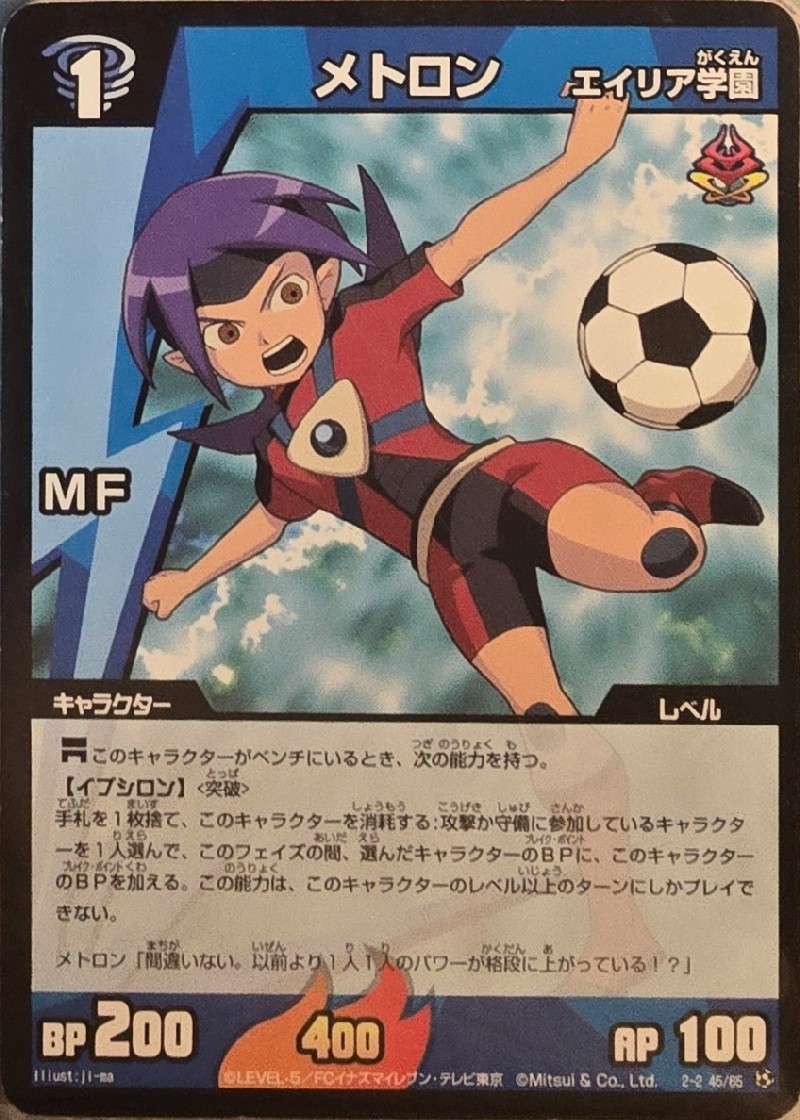 1
メトロン
がくえん
エイリア学園
MF
キャラクター
レベル
つぎ のうりょく も
このキャラクターがベンチにいるとき、次の能力を持つ。
とっぱ
【イプシロン】<突破>
てふだ まいす しょうもう こうげき しゅび さんか
手札を1枚捨て、このキャラクターを消耗する:攻撃か守備に参加しているキャラクタ
りえら あいだ えら ブレイク・ポイント
ーを1人選んで、このフェイズの間、選んだキャラクターのBPに、このキャラクター
ブレイク・ポイント くわ のうりょく いじょう
のBPを加える。この能力は、このキャラクターのレベル以上のターンにしかプレイで
きない。
まちが いぜん り り かくだん あ
メトロン「間違いない。以前より1人1人のパワーが格段に上がっている!?」
BP 200
400
AP 100
Illust:ji-ma
©LEVEL-5/FCイナズマイレブン・テレビ東京 ©Mitsui & Co., Ltd.
2-2 45/65